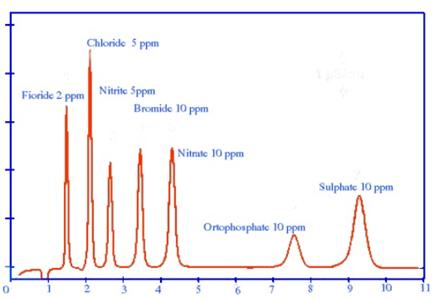 Chloride 5 ppm
Fioride 2 ppm
Nitrite 5ppm
Bromide 10 ppm
Nitrate 10 ppm
Sulphate 10 ppm
Ortophosphate 10 ppm
0 1 2 3 4 5 6 7 8 9 10 11